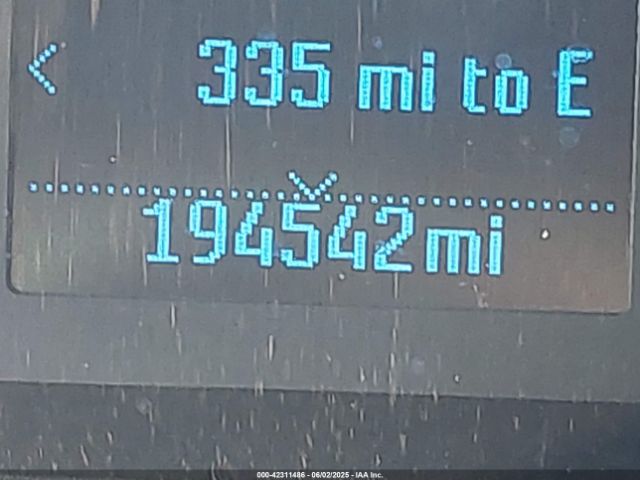 < 335 mi to E
194542mi
000-42311486 - 06/02/2025 - IAA Inc.